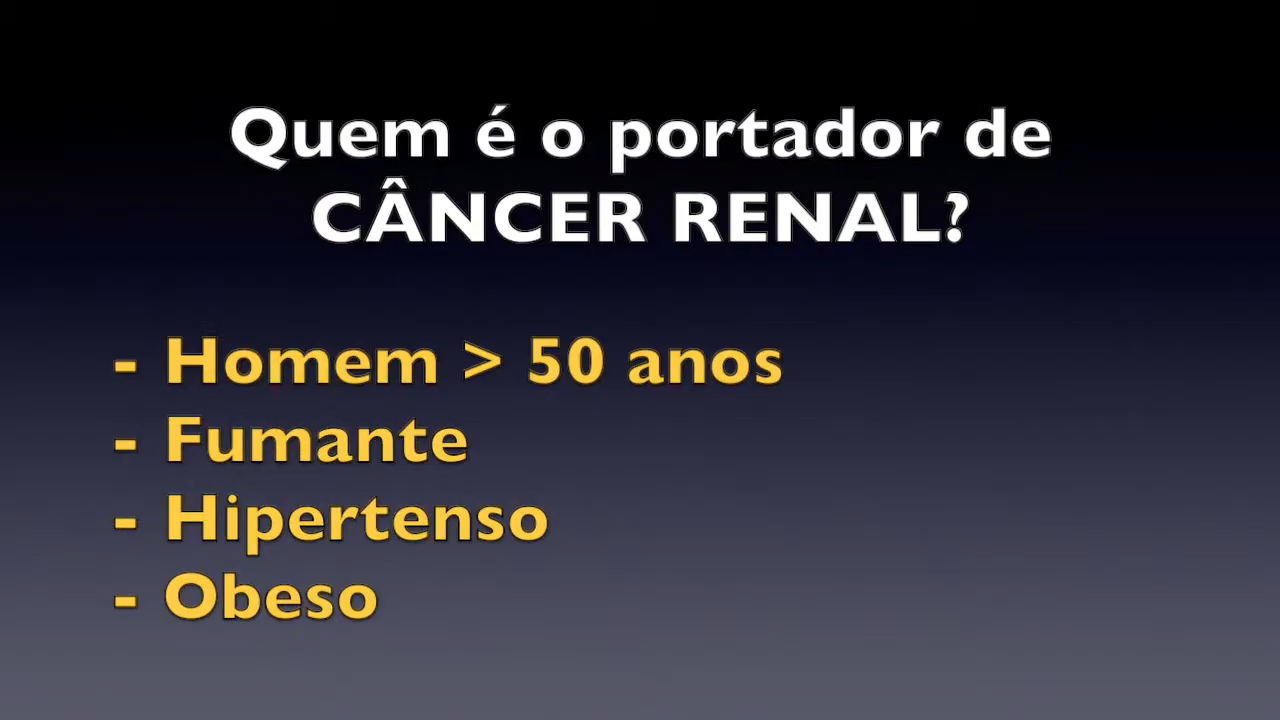 Quem é o portador de
CÂNCER RENAL?
- Homem > 50 anos
- Fumante
- Hipertenso
- Obeso